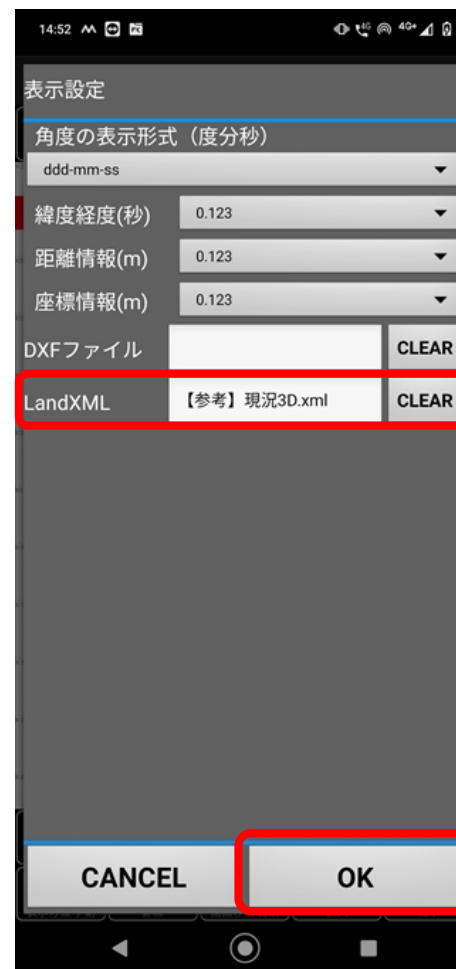 14:52
4G 4G+
表示設定
角度の表示形式（度分秒）
ddd-mm-ss
緯度経度(秒) 0.123
距離情報(m) 0.123
座標情報(m) 0.123
DXFファイル CLEAR
LandXML 【参考】現況3D.xml CLEAR
CANCEL OK